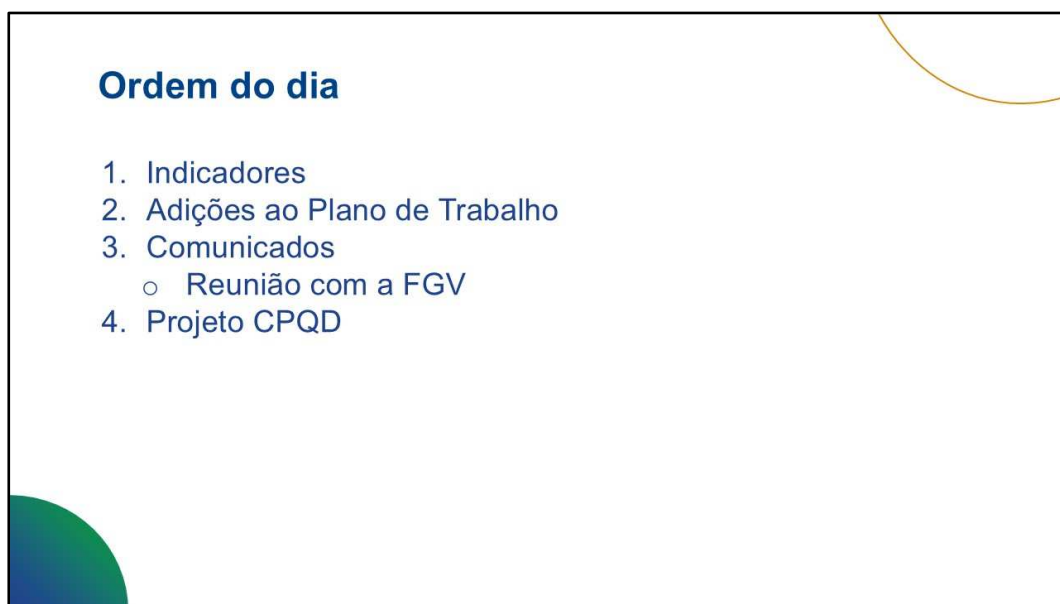 Ordem do dia
1. Indicadores
2. Adições ao Plano de Trabalho
3. Comunicados
o Reunião com a FGV
4. Projeto CPQD